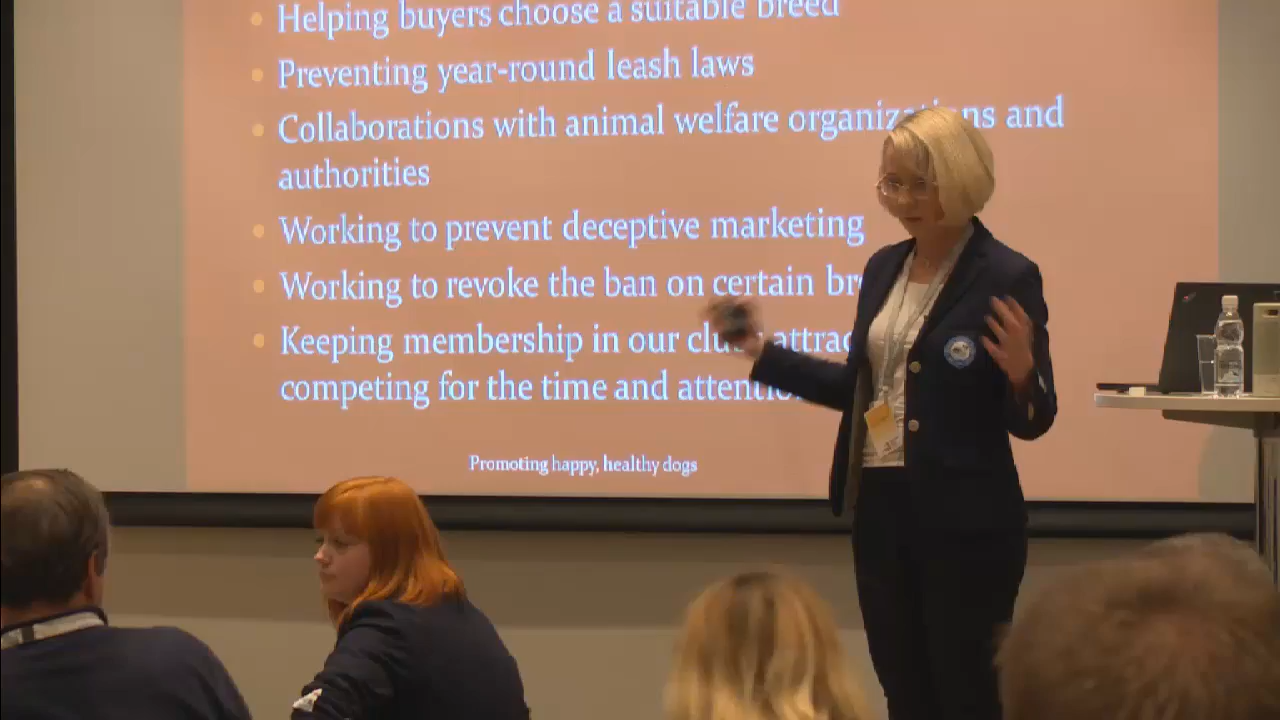 Helping buyers choose a suitable breed
Preventing year-round leash laws
Collaborations with animal welfare organizations and
authorities
Working to prevent deceptive marketing
Working to revoke the ban on certain
Keeping membership in our
competing for the time and
Promoting happy, healthy dogs